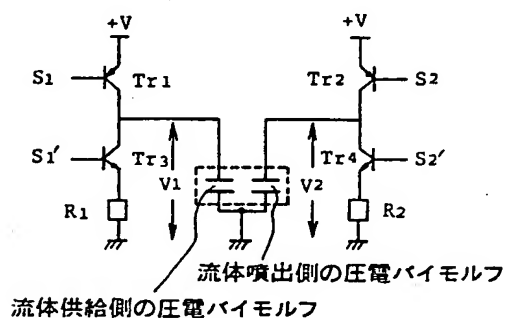 +V
+V
S1
Tr1
Tr2
S2
S1′
Tr3
V1
V2
Tr4
S2′
R1
R2
流体噴出側の圧電バイモルフ
流体供給側の圧電バイモルフ